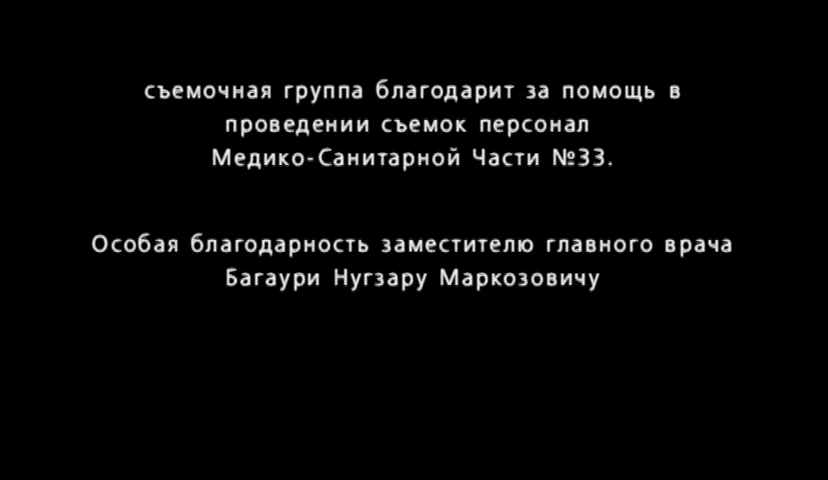 съемочная группа благодарит за помощь в
проведении съемок персонал
Медико-Санитарной Части №33.
Особая благодарность заместителю главного врача
Багаури Нугзару Маркозовичу